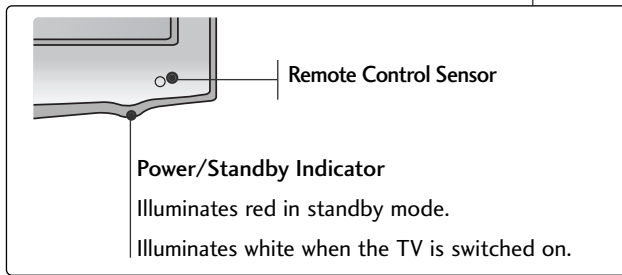 Remote Control Sensor
Power/Standby Indicator
Illuminates red in standby mode.
Illuminates white when the TV is switched on.